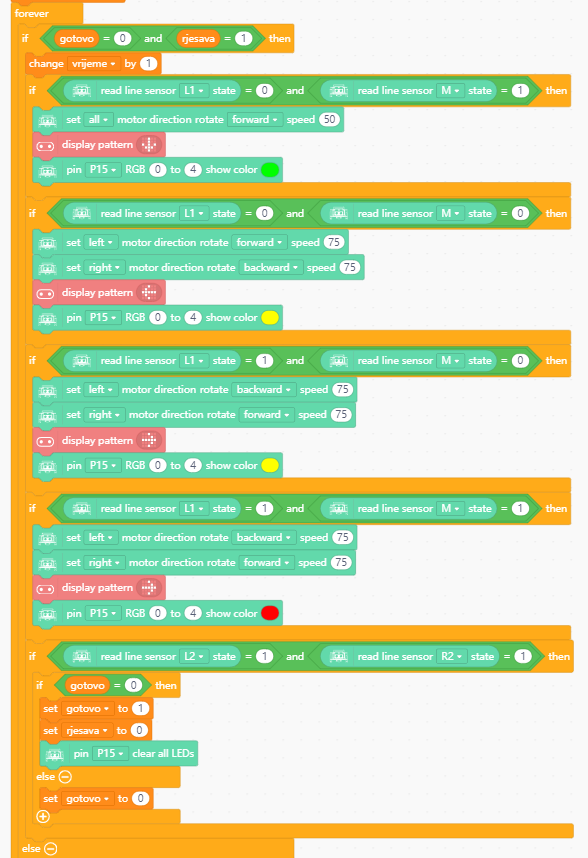 forever
if gotovo = 0 and rjesava = 1 then
change vrijeme by 1
if read line sensor L1 state = 0 and read line sensor M state = 1 then
set all motor direction rotate forward speed 50
display pattern
pin P15 RGB 0 to 4 show color
if read line sensor L1 state = 0 and read line sensor M state = 0 then
set left motor direction rotate forward speed 75
set right motor direction rotate backward speed 75
display pattern
pin P15 RGB 0 to 4 show color
if read line sensor L1 state = 1 and read line sensor M state = 0 then
set left motor direction rotate backward speed 75
set right motor direction rotate forward speed 75
display pattern
pin P15 RGB 0 to 4 show color
if read line sensor L1 state = 1 and read line sensor M state = 1 then
set left motor direction rotate backward speed 75
set right motor direction rotate forward speed 75
display pattern
pin P15 RGB 0 to 4 show color
if read line sensor L2 state = 1 and read line sensor R2 state = 1 then
if gotovo = 0 then
set gotovo to 1
set rjesava to 0
pin P15 clear all LEDs
else
set gotovo to 0
else